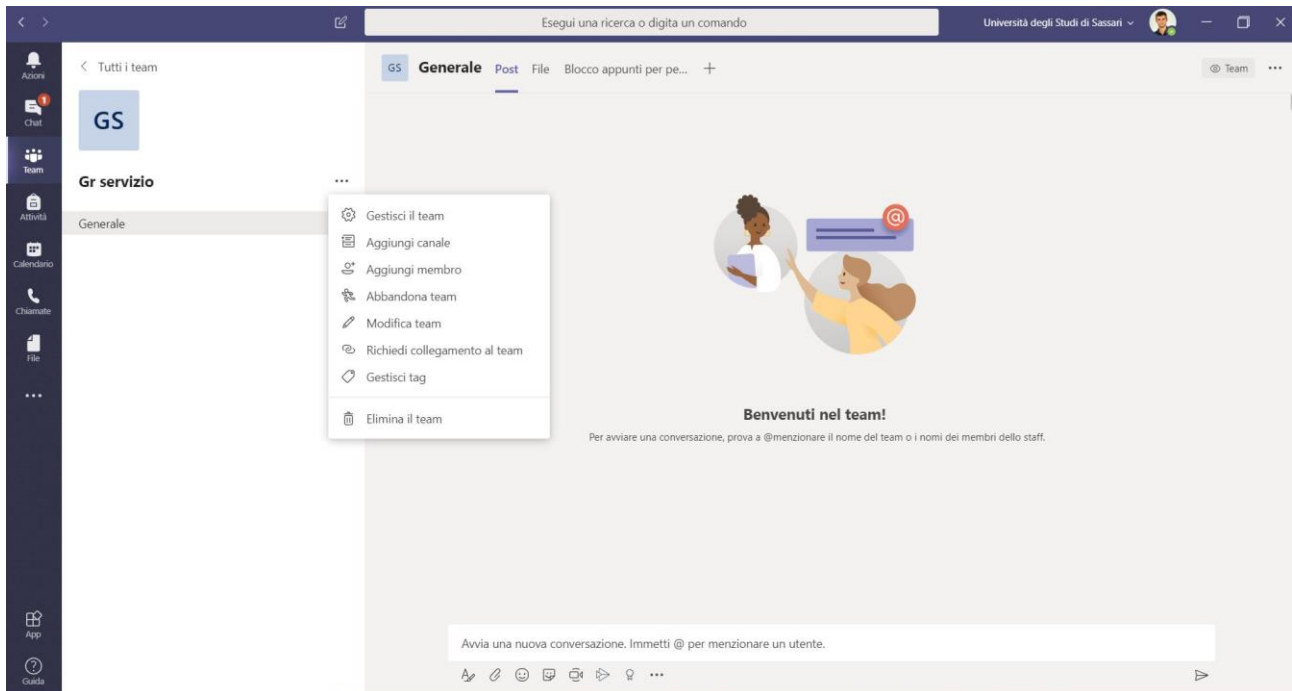 Esegui una ricerca o digita un comando
Università degli Studi di Sassari
Azioni
Chat
1
Team
Attività
Calendario
Chiamate
File
App
Guida
Tutti i team
GS
Gr servizio
Generale
Gestisci il team
Aggiungi canale
Aggiungi membro
Abbandona team
Modifica team
Richiedi collegamento al team
Gestisci tag
Elimina il team
GS Generale Post File Blocco appunti per pe...
Team
@
Benvenuti nel team!
Per avviare una conversazione, prova a @menzionare il nome del team o i nomi dei membri dello staff.
Avvia una nuova conversazione. Immetti @ per menzionare un utente.